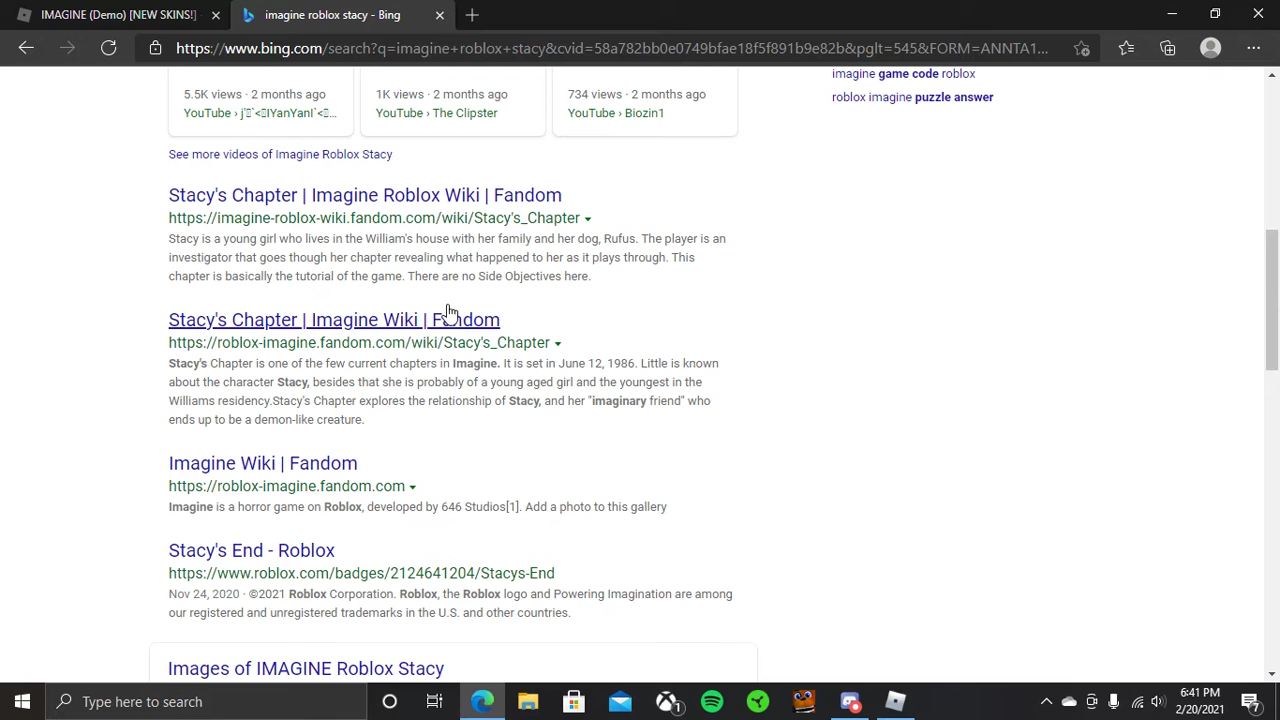 IMAGINE (Demo) [NEW SKINS!]
imagine roblox stacy - Bing
https://www.bing.com/search?q=imagine+roblox+stacy&cvid=58a782bb0e0749bfae18f5f891b9e82b&pglt=545&FORM=ANNTA1...
5.5K views · 2 months ago
1K views · 2 months ago
734 views · 2 months ago
YouTube ›
YouTube › The Clipster
YouTube › Biozin1
imagine game code roblox
roblox imagine puzzle answer
See more videos of Imagine Roblox Stacy
Stacy's Chapter | Imagine Roblox Wiki | Fandom
https://imagine-roblox-wiki.fandom.com/wiki/Stacy's_Chapter
Stacy is a young girl who lives in the William's house with her family and her dog, Rufus. The player is an
investigator that goes though her chapter revealing what happened to her as it plays through. This
chapter is basically the tutorial of the game. There are no Side Objectives here.
Stacy's Chapter | Imagine Wiki | Fandom
https://roblox-imagine.fandom.com/wiki/Stacy's_Chapter
Stacy's Chapter is one of the few current chapters in Imagine. It is set in June 12, 1986. Little is known
about the character Stacy, besides that she is probably of a young aged girl and the youngest in the
Williams residency.Stacy's Chapter explores the relationship of Stacy, and her "imaginary friend" who
ends up to be a demon-like creature.
Imagine Wiki | Fandom
https://roblox-imagine.fandom.com
Imagine is a horror game on Roblox, developed by 646 Studios[1]. Add a photo to this gallery
Stacy's End - Roblox
https://www.roblox.com/badges/2124641204/Stacys-End
Nov 24, 2020 · ©2021 Roblox Corporation. Roblox, the Roblox logo and Powering Imagination are among
our registered and unregistered trademarks in the U.S. and other countries.
Images of IMAGINE Roblox Stacy
Type here to search
1
6:41 PM
2/20/2021
7